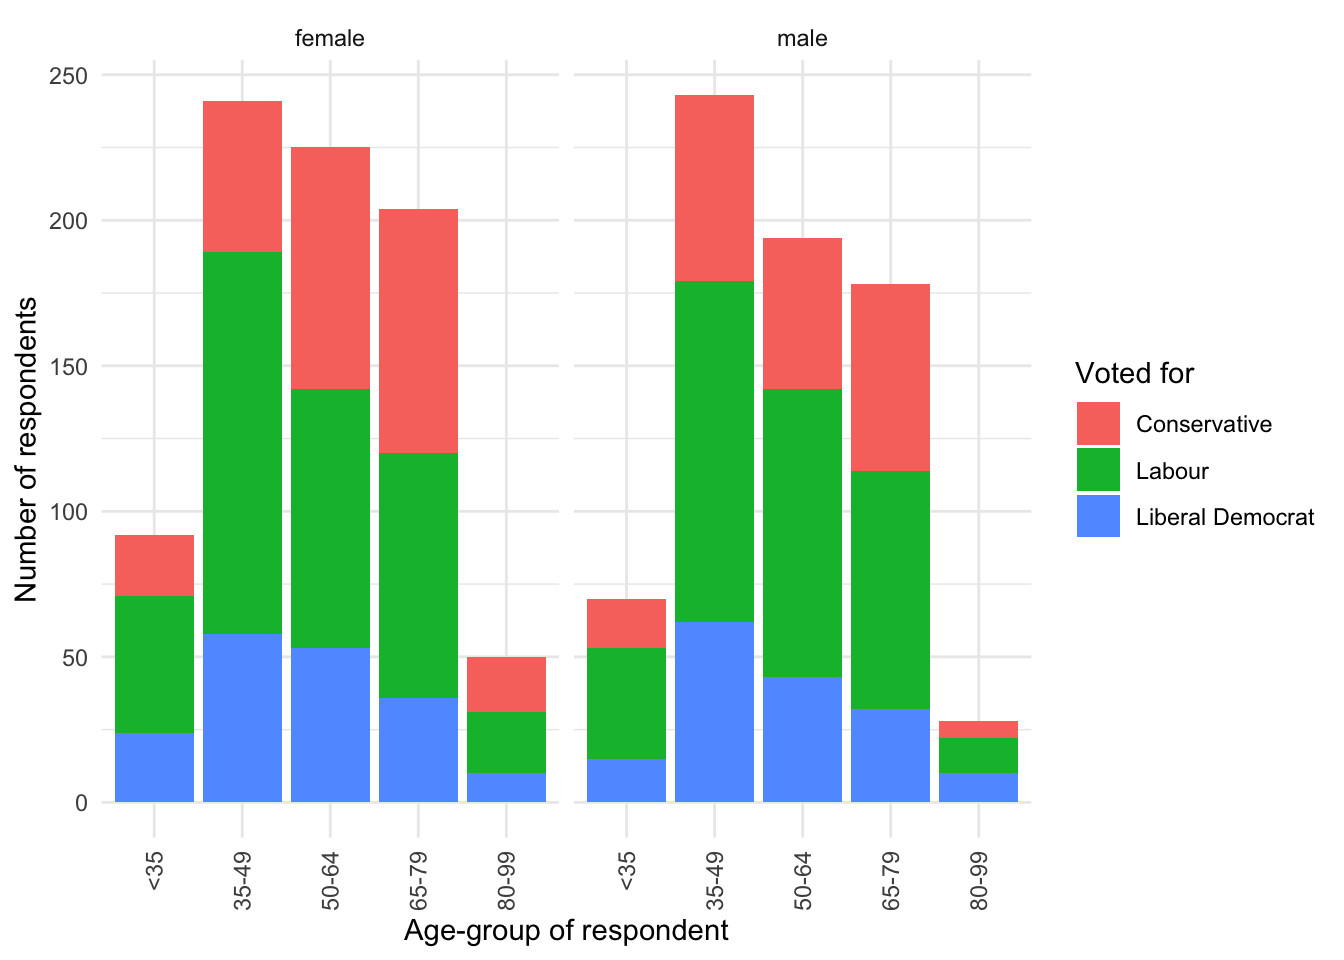 female
male
250
200
150
100
50
0
Number of respondents
<35
35-49
50-64
65-79
80-99
<35
35-49
50-64
65-79
80-99
Age-group of respondent
Voted for
Conservative
Labour
Liberal Democrat